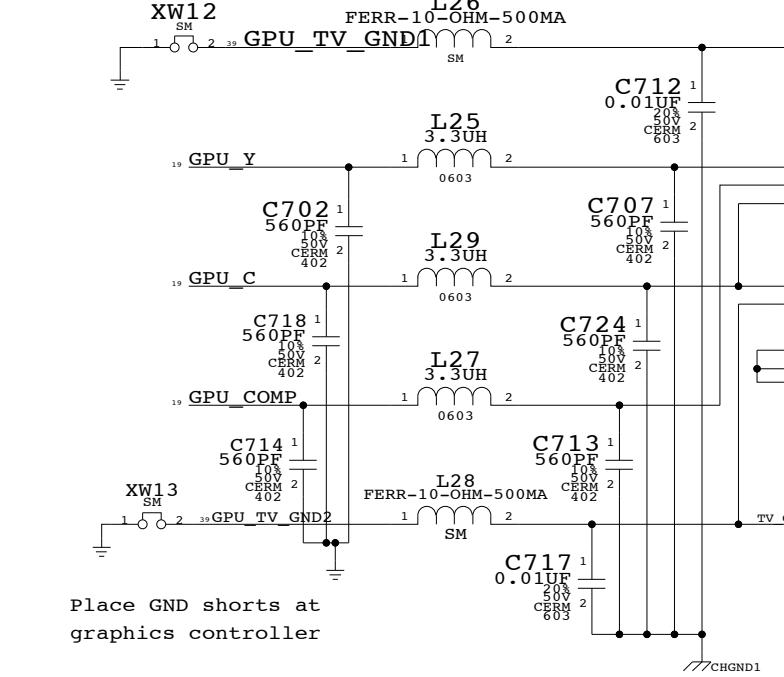 L26
FERR-10-OHM-500MA
XW12
SM
1 2
39 GPU_TV_GND1
2
SM
C712
1
0.01UF
20%
50V
CERM
603
2
L25
3.3UH
19 GPU_Y
1 2
0603
C702
1
560PF
10%
50V
CERM
402
2
C707
1
560PF
10%
50V
CERM
402
2
L29
3.3UH
19 GPU_C
1 2
0603
C718
1
560PF
10%
50V
CERM
402
2
C724
1
560PF
10%
50V
CERM
402
2
L27
3.3UH
19 GPU_COMP
1 2
0603
C714
1
560PF
10%
50V
CERM
402
2
C713
1
560PF
10%
50V
CERM
402
2
L28
FERR-10-OHM-500MA
XW13
SM
1 2
39 GPU_TV_GND2
1 2
SM
TV
C717
1
0.01UF
20%
50V
CERM
603
2
Place GND shorts at
graphics controller
CHGND1